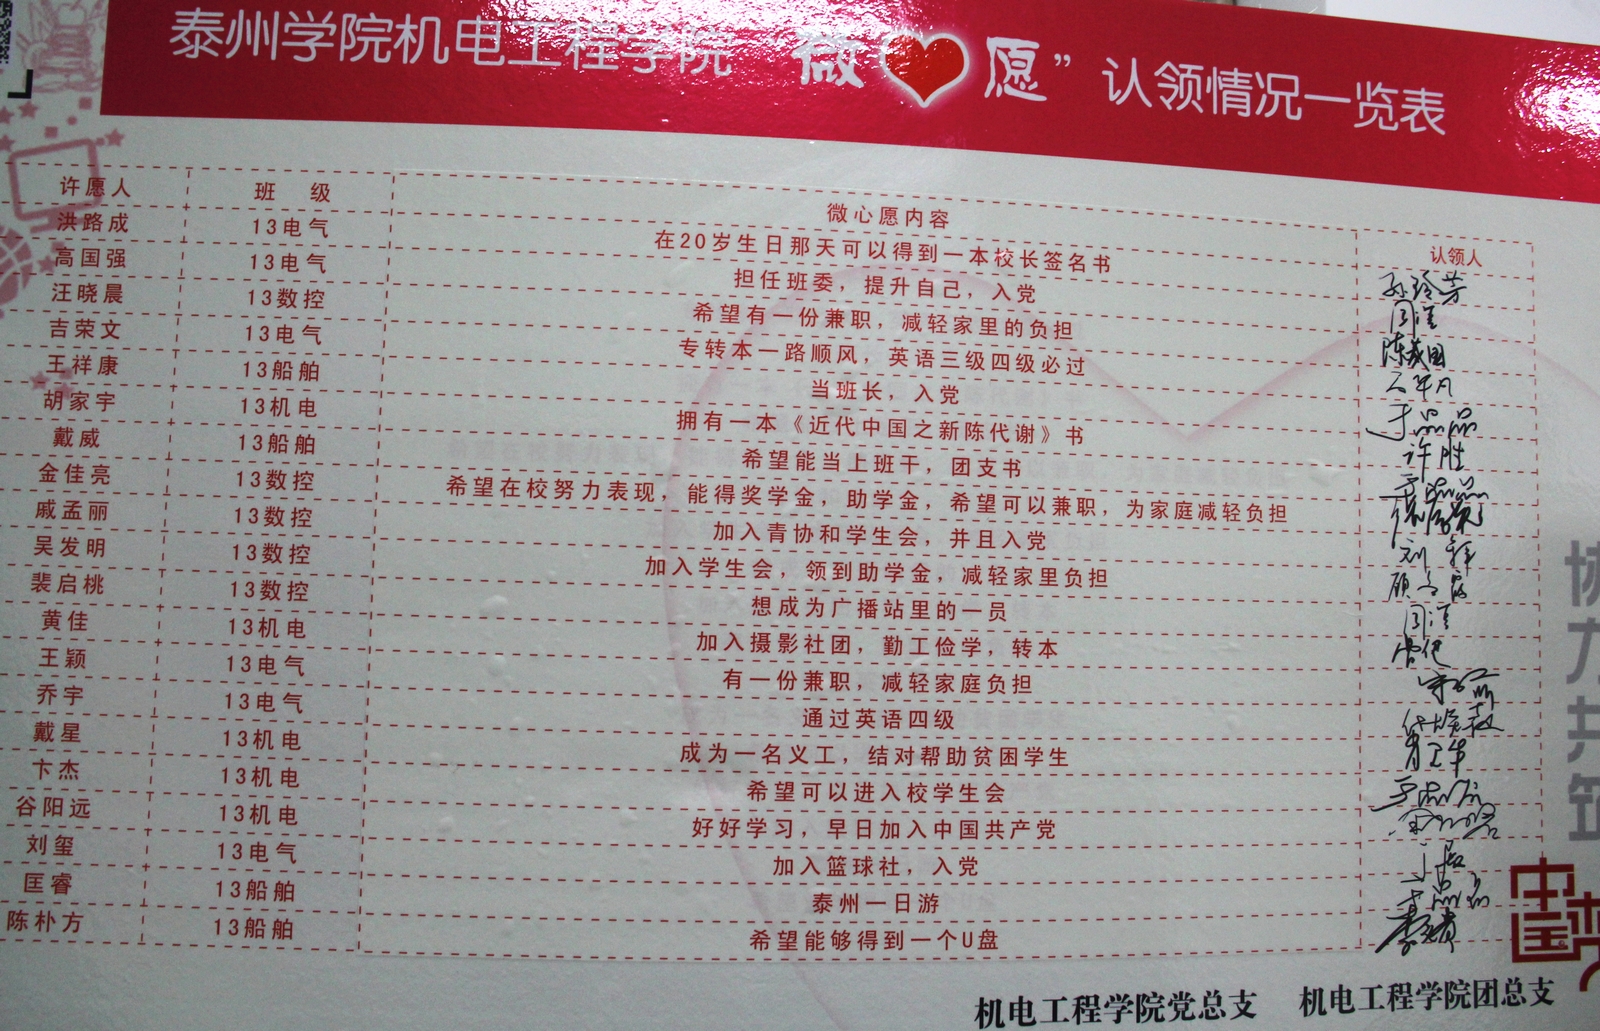 泰州学院机电工程学院 “微 愿” 认领情况一览表
许愿人 班 级 微心愿内容 认领人
洪路成 13电气 在20岁生日那天可以得到一本校长签名书 孙玲芳
高国强 13电气 担任班委，提升自己，入党
汪晓晨 13数控 希望有一份兼职，减轻家里的负担
吉荣文 13电气 专转本一路顺风，英语三级四级必过
王祥康 13船舶 当班长，入党 于品品
胡家宇 13机电 拥有一本《近代中国之新陈代谢》书 许胜
戴威 13船舶 希望能当上班干，团支书
金佳亮 13数控 希望在校努力表现，能得奖学金，助学金，希望可以兼职，为家庭减轻负担
戚孟丽 13数控 加入青协和学生会，并且入党
吴发明 13数控 加入学生会，领到助学金，减轻家里负担
裴启桃 13数控 想成为广播站里的一员
黄佳 13机电 加入摄影社团，勤工俭学，转本
王颖 13电气 有一份兼职，减轻家庭负担
乔宇 13电气 通过英语四级
戴星 13机电 成为一名义工，结对帮助贫困学生
卞杰 13机电 希望可以进入校学生会
谷阳远 13机电 好好学习，早日加入中国共产党
刘玺 13电气 加入篮球社，入党
匡睿 13船舶 泰州一日游
陈朴方 13船舶 希望能够得到一个U盘
协力共筑
中国梦
机电工程学院党总支 机电工程学院团总支